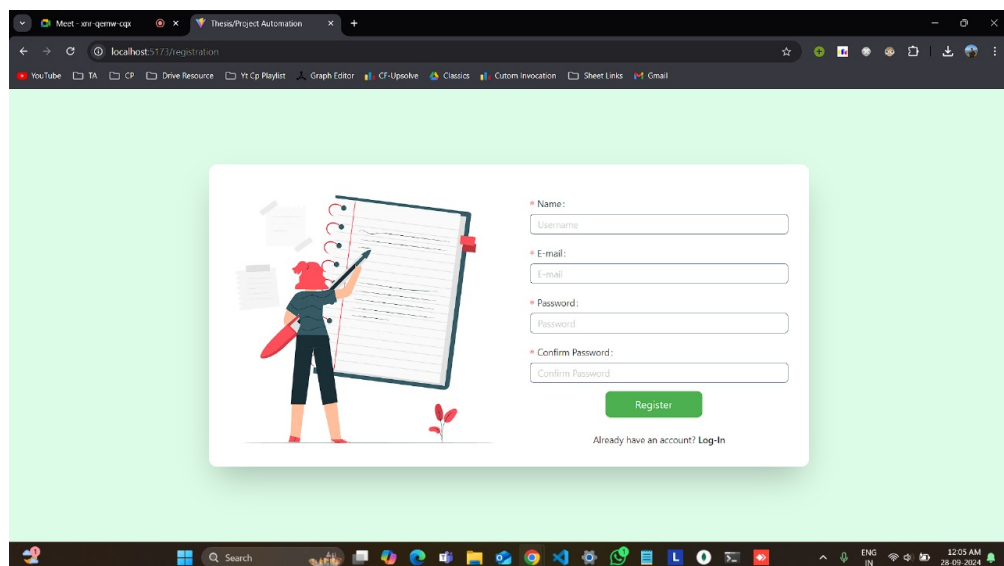 Meet - xnr-qemw-cqx
Thesis/Project Automation
localhost:5173/registration
YouTube TA CP Drive Resource Yt Cp Playlist Graph Editor CF-Upsolve Classics Cutom Invocation Sheet Links Gmail
* Name:
Username
* E-mail:
E-mail
* Password:
Password
* Confirm Password:
Confirm Password
Register
Already have an account? Log-In
Search
ENG
IN
12:05 AM
28-09-2024